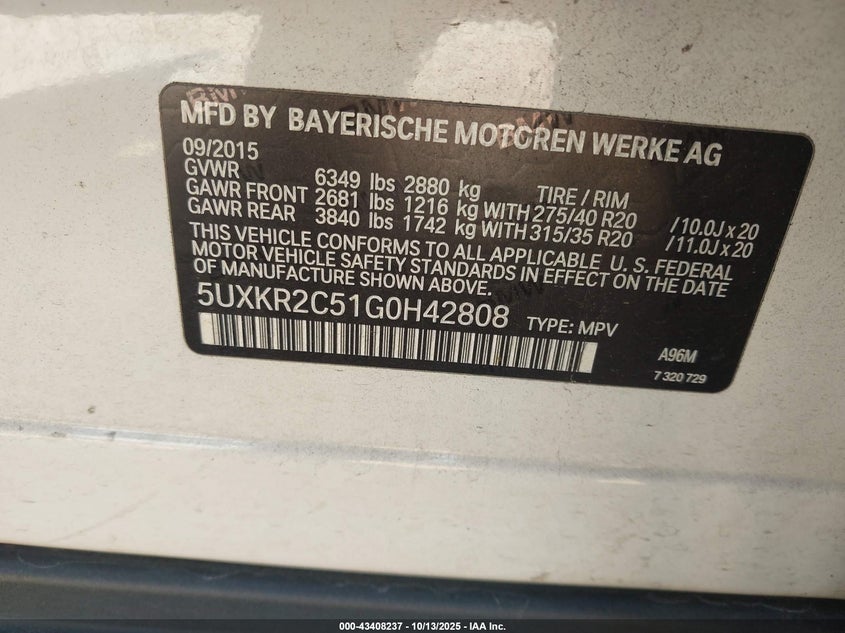 MFD BY BAYERISCHE MOTOREN WERKE AG
09/2015
GVWR 6349 lbs 2880 kg TIRE / RIM
GAWR FRONT 2681 lbs 1216 kg WITH 275/40 R20 /10.0J x 20
GAWR REAR 3840 lbs 1742 kg WITH 315/35 R20 /11.0J x 20
THIS VEHICLE CONFORMS TO ALL APPLICABLE U. S. FEDERAL
MOTOR VEHICLE SAFETY STANDARDS IN EFFECT ON THE DATE
OF MANUFACTURE SHOWN ABOVE.
5UXKR2C51G0H42808 TYPE: MPV
A96M
7 320 729
000-43408237 - 10/13/2025 - IAA Inc.